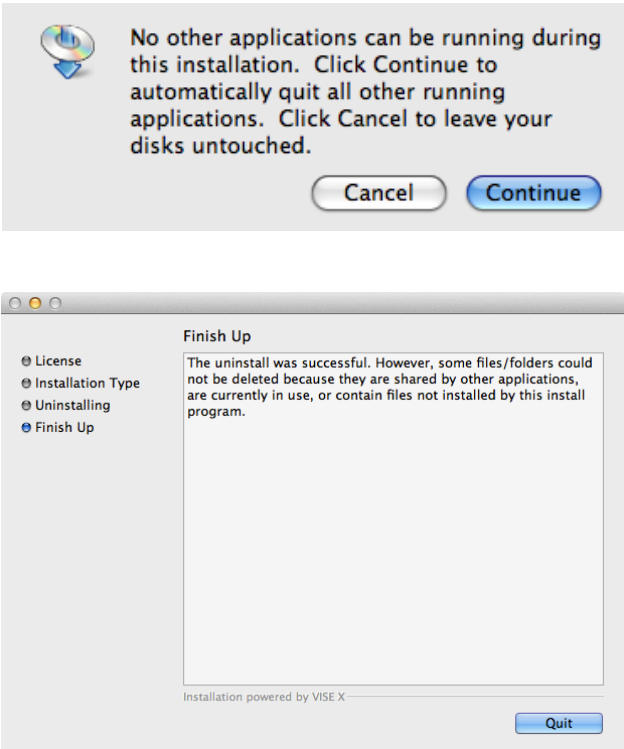 No other applications can be running during
this installation.  Click Continue to
automatically quit all other running
applications.  Click Cancel to leave your
disks untouched.
Cancel
Continue
Finish Up
License
Installation Type
Uninstalling
Finish Up
The uninstall was successful. However, some files/folders could
not be deleted because they are shared by other applications,
are currently in use, or contain files not installed by this install
program.
Installation powered by VISE X
Quit